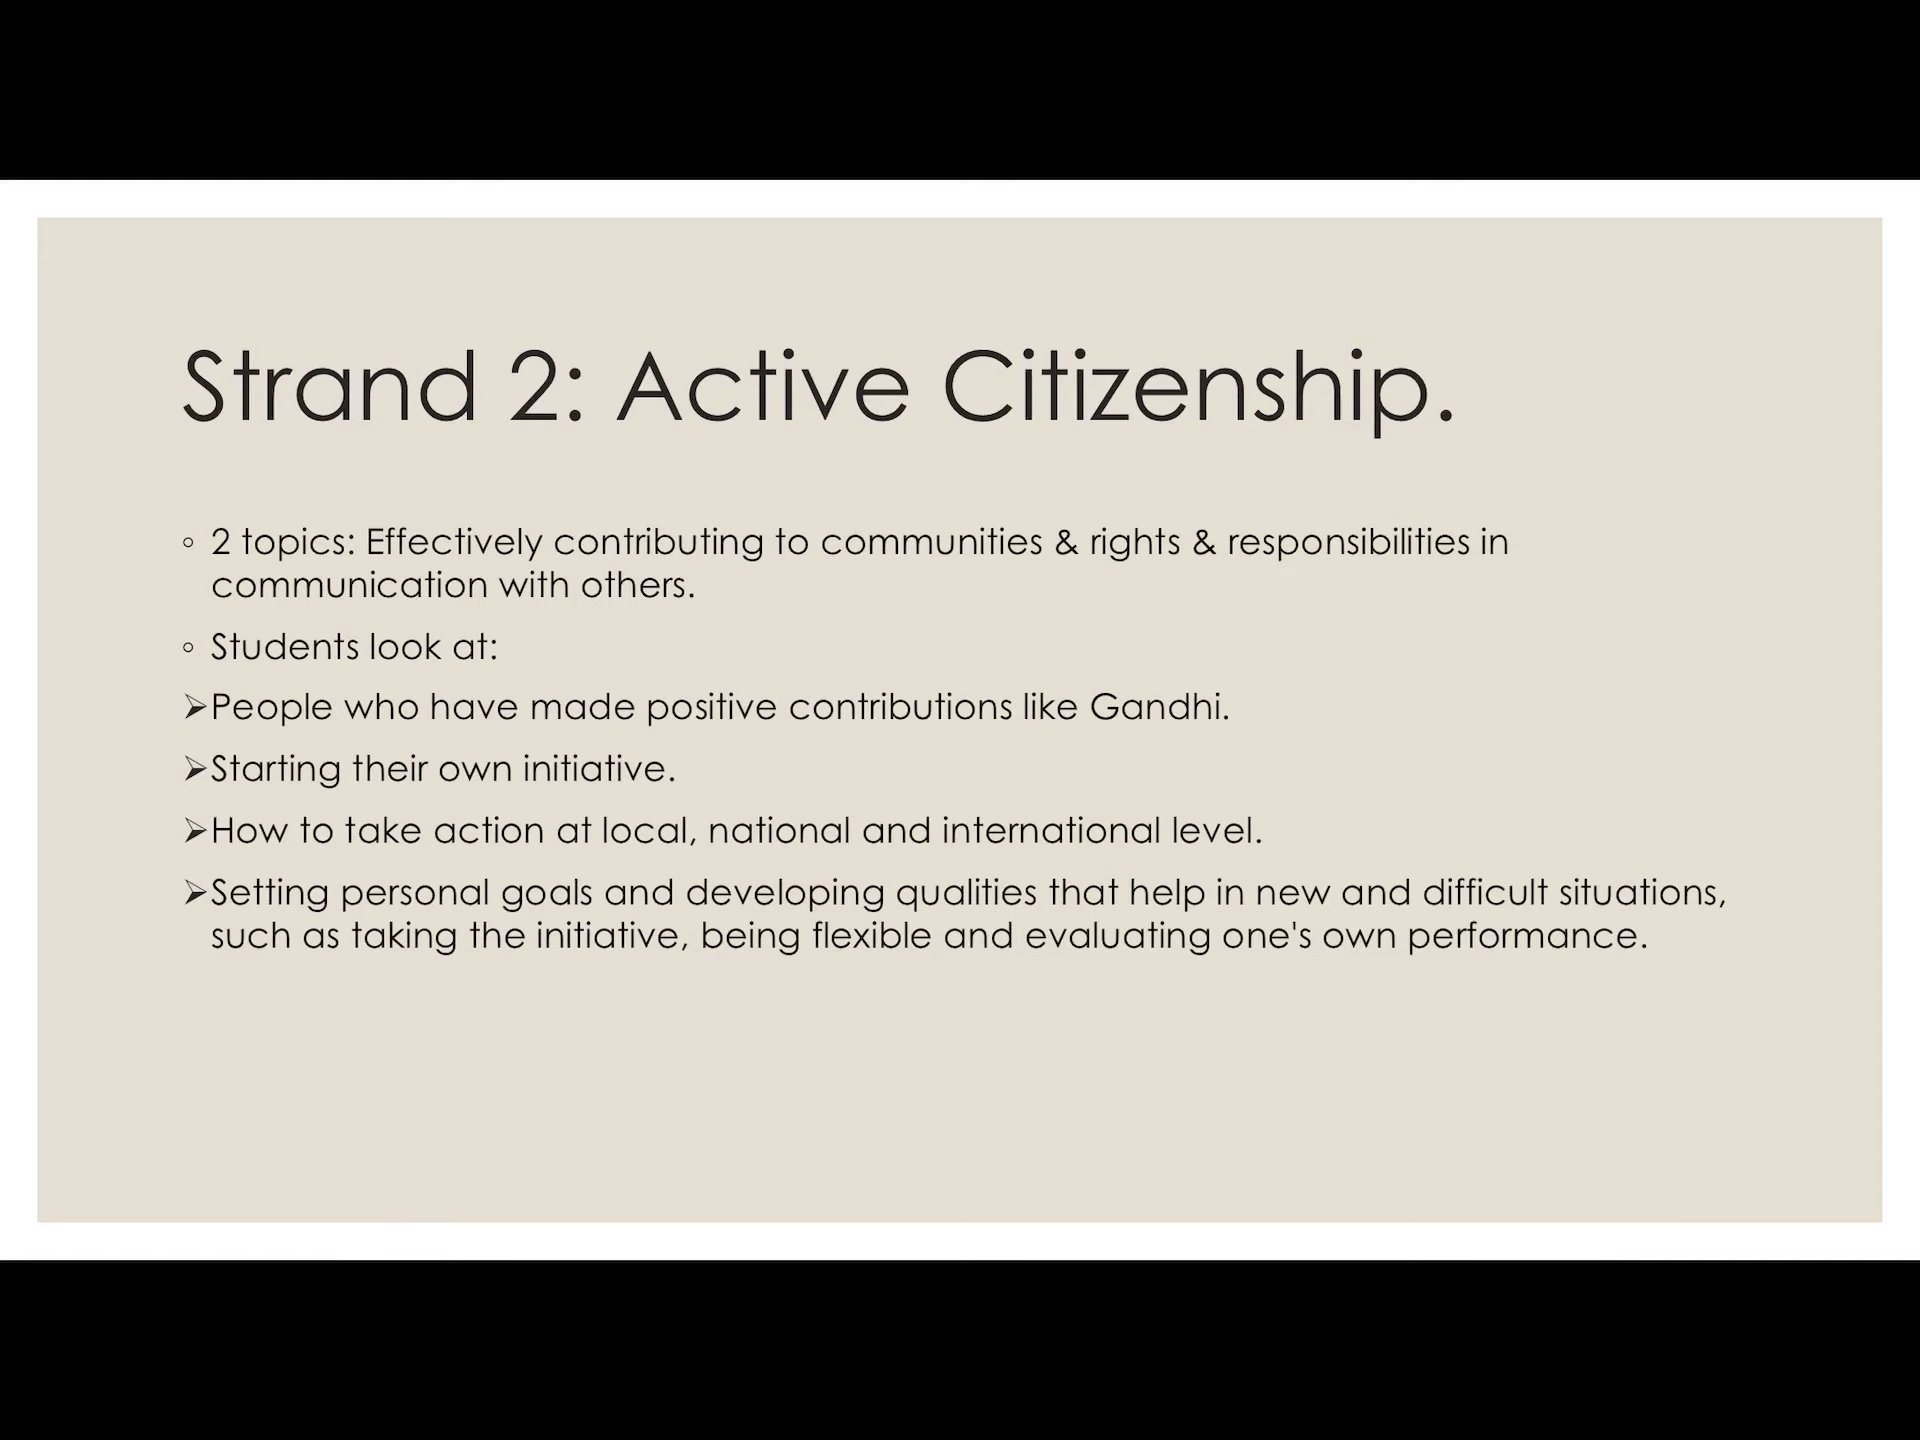 Strand 2: Active Citizenship.
◦ 2 topics: Effectively contributing to communities & rights & responsibilities in
communication with others.
◦ Students look at:
➢People who have made positive contributions like Gandhi.
➢Starting their own initiative.
➢How to take action at local, national and international level.
➢Setting personal goals and developing qualities that help in new and difficult situations,
such as taking the initiative, being flexible and evaluating one's own performance.